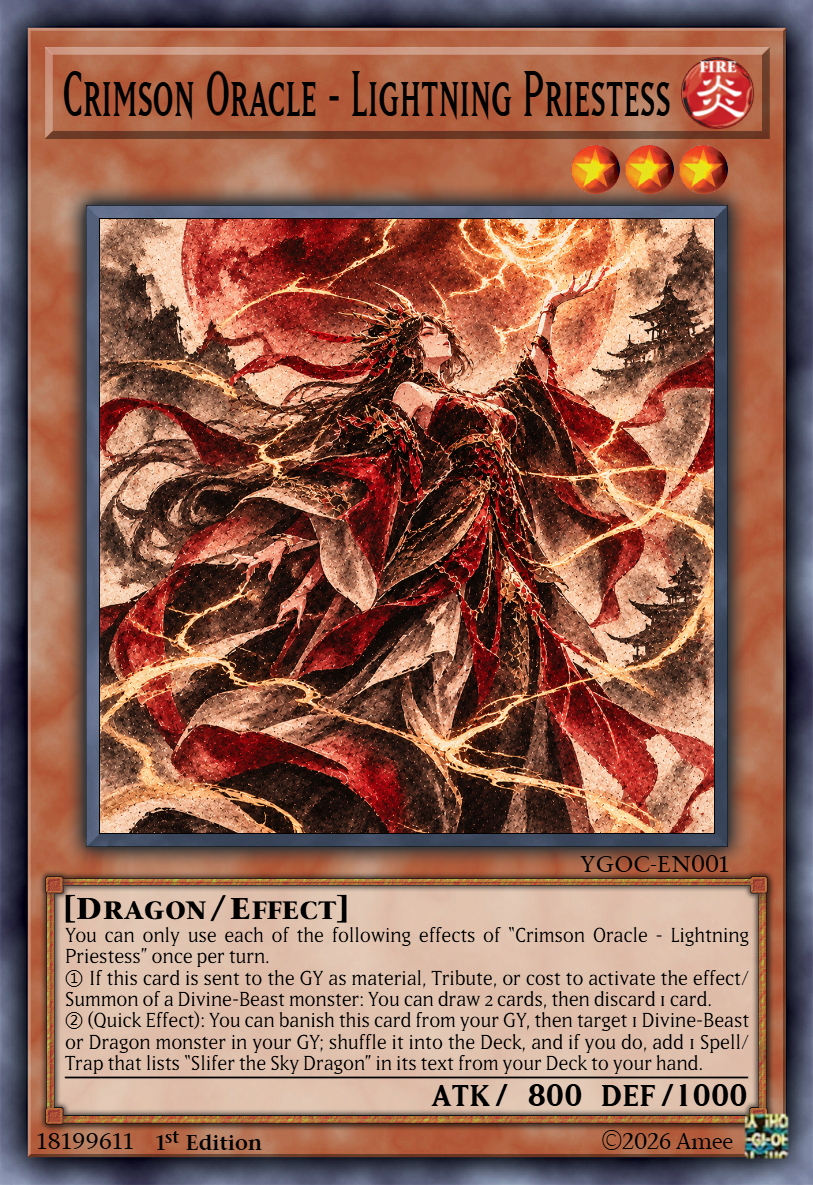 Crimson Oracle - Lightning Priestess
FIRE
炎
YGOC-EN001
[Dragon/Effect]
You can only use each of the following effects of "Crimson Oracle - Lightning
Priestess" once per turn.
① If this card is sent to the GY as material, Tribute, or cost to activate the effect/
Summon of a Divine-Beast monster: You can draw 2 cards, then discard 1 card.
② (Quick Effect): You can banish this card from your GY, then target 1 Divine-Beast
or Dragon monster in your GY; shuffle it into the Deck, and if you do, add 1 Spell/
Trap that lists "Slifer the Sky Dragon" in its text from your Deck to your hand.
ATK/ 800 DEF/1000
18199611 1st Edition ©2026 Amee